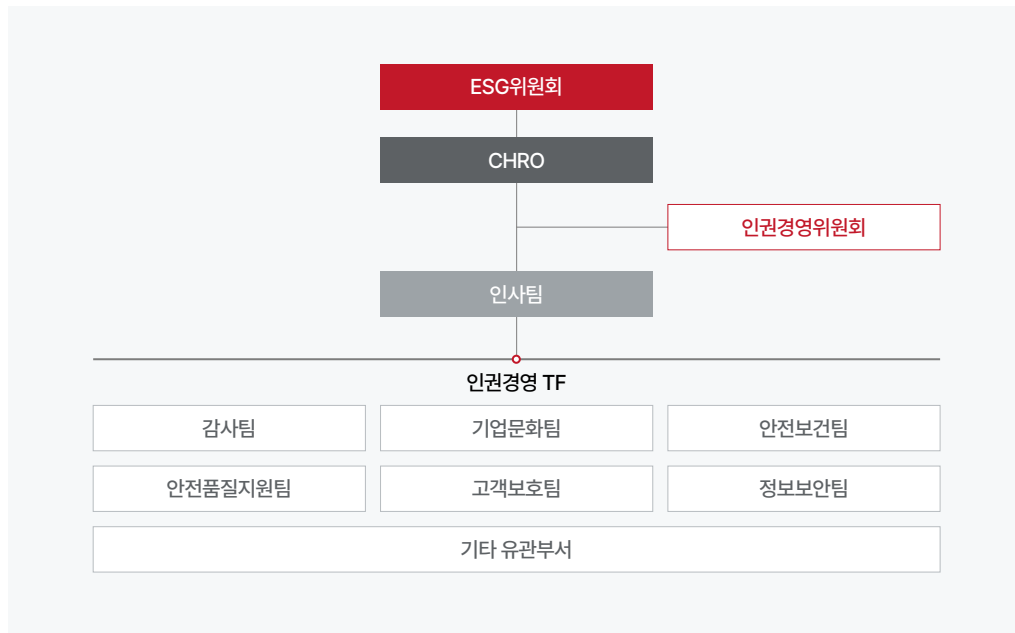 ESG위원회
CHRO
인권경영위원회
인사팀
인권경영 TF
감사팀
기업문화팀
안전보건팀
안전품질지원팀
고객보호팀
정보보안팀
기타 유관부서